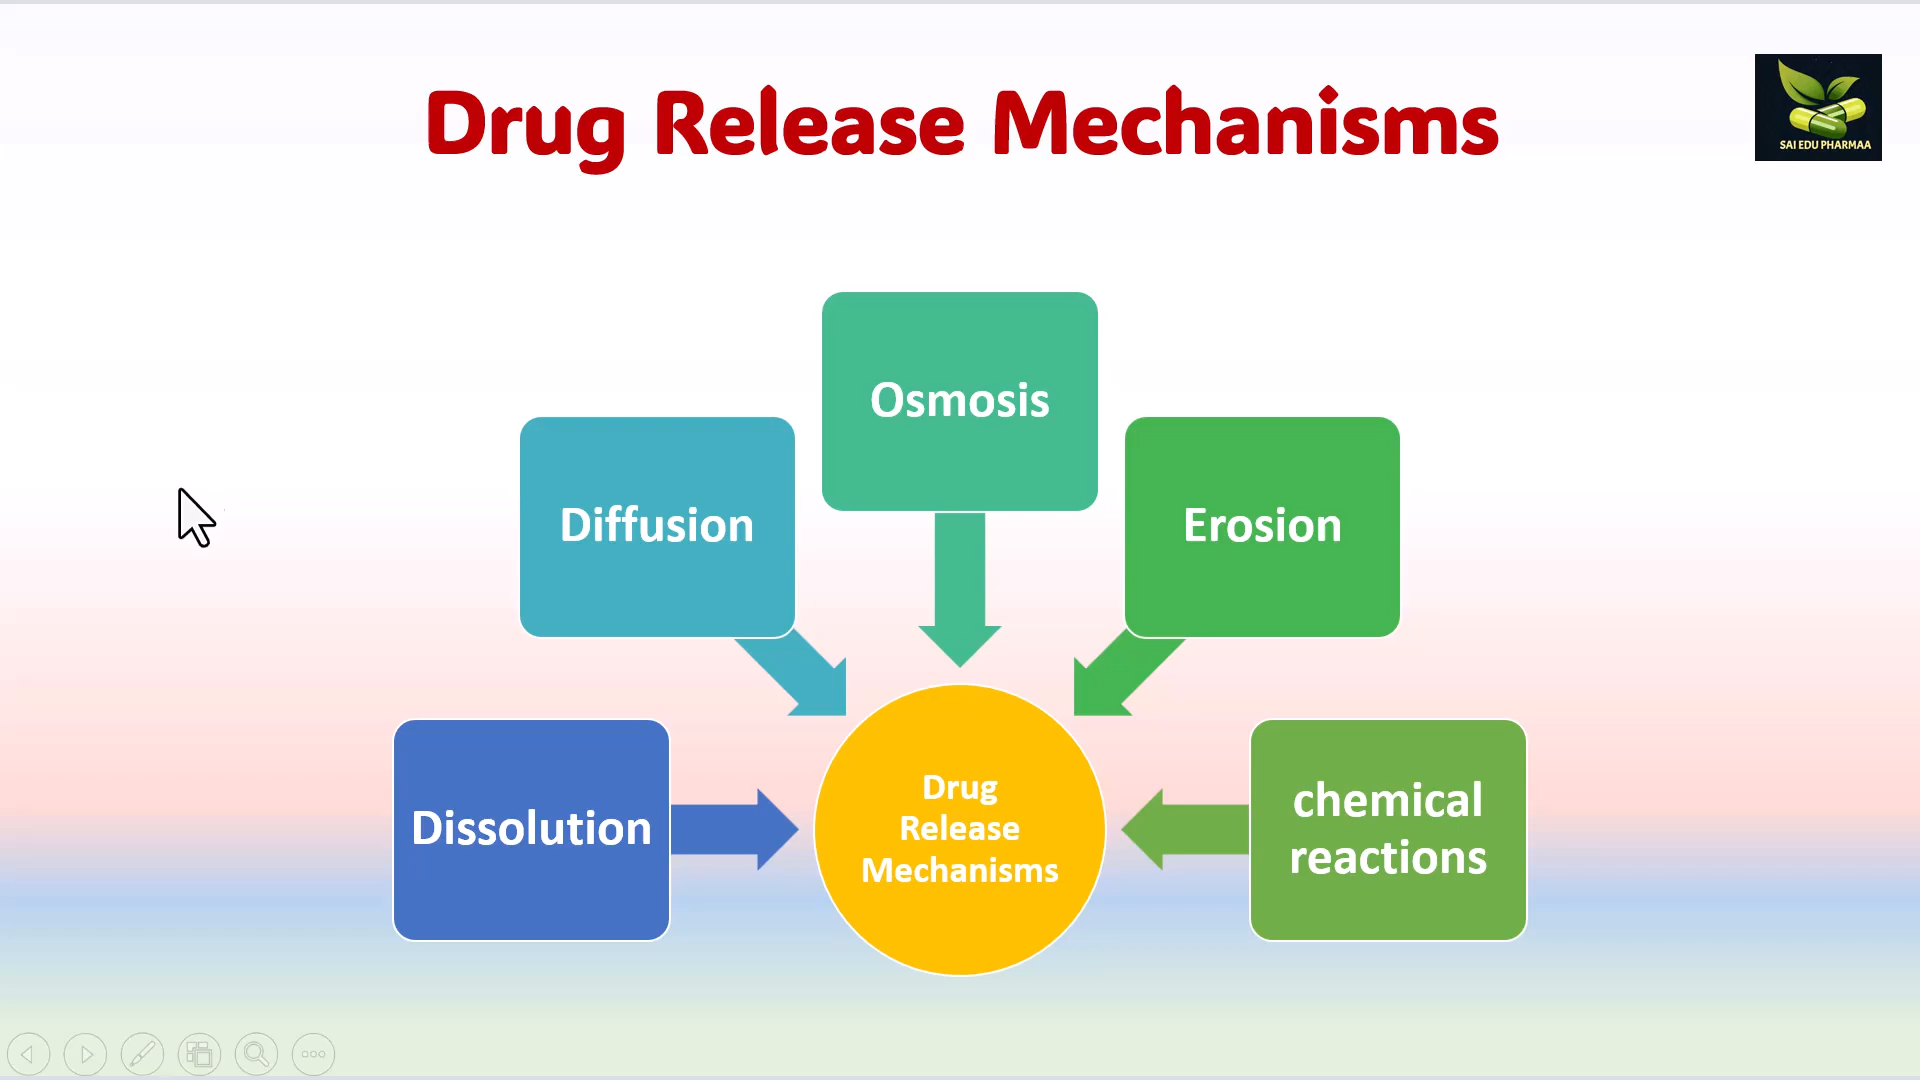 Drug Release Mechanisms
SAI EDU PHARMAA
Osmosis
Diffusion
Erosion
Dissolution
Drug
Release
Mechanisms
chemical
reactions